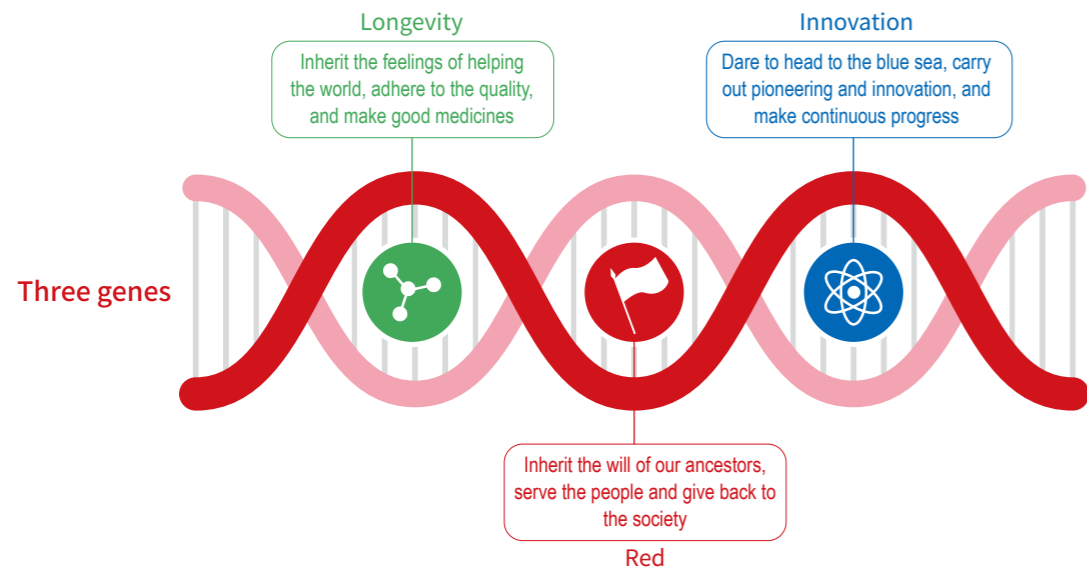 Longevity
Inherit the feelings of helping
the world, adhere to the quality,
and make good medicines
Innovation
Dare to head to the blue sea, carry
out pioneering and innovation, and
make continuous progress
Three genes
Inherit the will of our ancestors,
serve the people and give back to
the society
Red